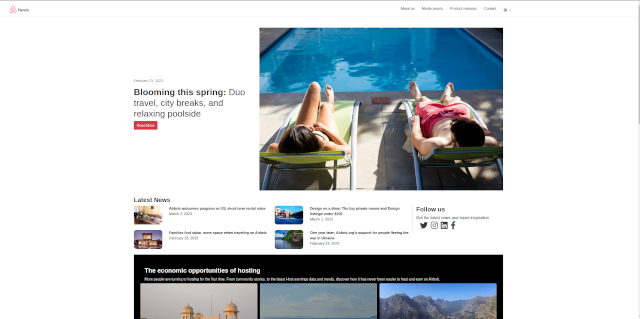 News
About us
Media assets
Product releases
Contact
February 23, 2023
Blooming this spring: Duo
travel, city breaks, and
relaxing poolside
Read More
Latest News
Airbnb welcomes progress on EU short-term rental rules
March 2, 2023
Design on a dime: The top private rooms and Design
listings under $100
March 2, 2023
Families find value, more space traveling on Airbnb
February 28, 2023
One year later: Airbnb.org's support for people fleeing the
war in Ukraine
February 23, 2023
Follow us
Get the latest news and travel inspiration.
The economic opportunities of hosting
More people are turning to hosting for the first time. From community stories, to the latest Host earnings data and trends, discover how it has never been easier to host and earn on Airbnb.